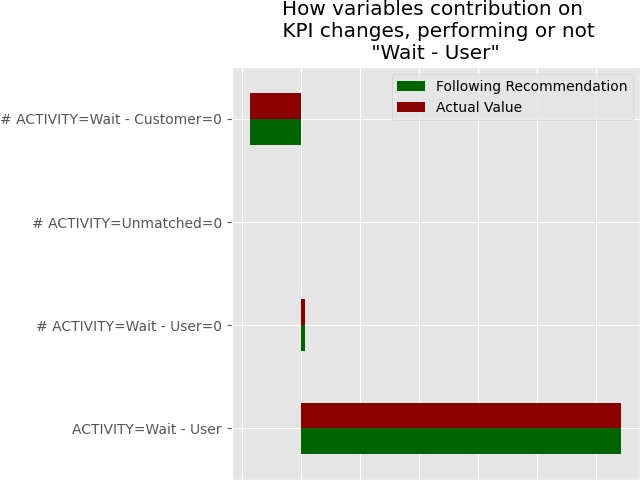 How variables contribution on
KPI changes, performing or not
"Wait - User"
Following Recommendation
Actual Value
# ACTIVITY=Wait - Customer=0
# ACTIVITY=Unmatched=0
# ACTIVITY=Wait - User=0
ACTIVITY=Wait - User